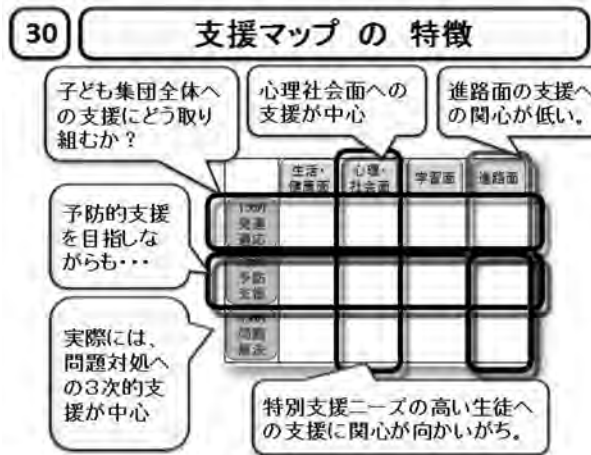 30
支援マップ の 特徴
子ども集団全体へ
の支援にどう取り
組むか？
心理社会面への
支援が中心
進路面の支援へ
の関心が低い。
生活・
健康面
心理・
社会面
学習面
進路面
発達
適応
予防的支援
を目指しな
がらも・・・
予防
支援
問題
解決
実際には、
問題対処へ
の３次的支
援が中心
特別支援ニーズの高い生徒へ
の支援に関心が向かいがち。